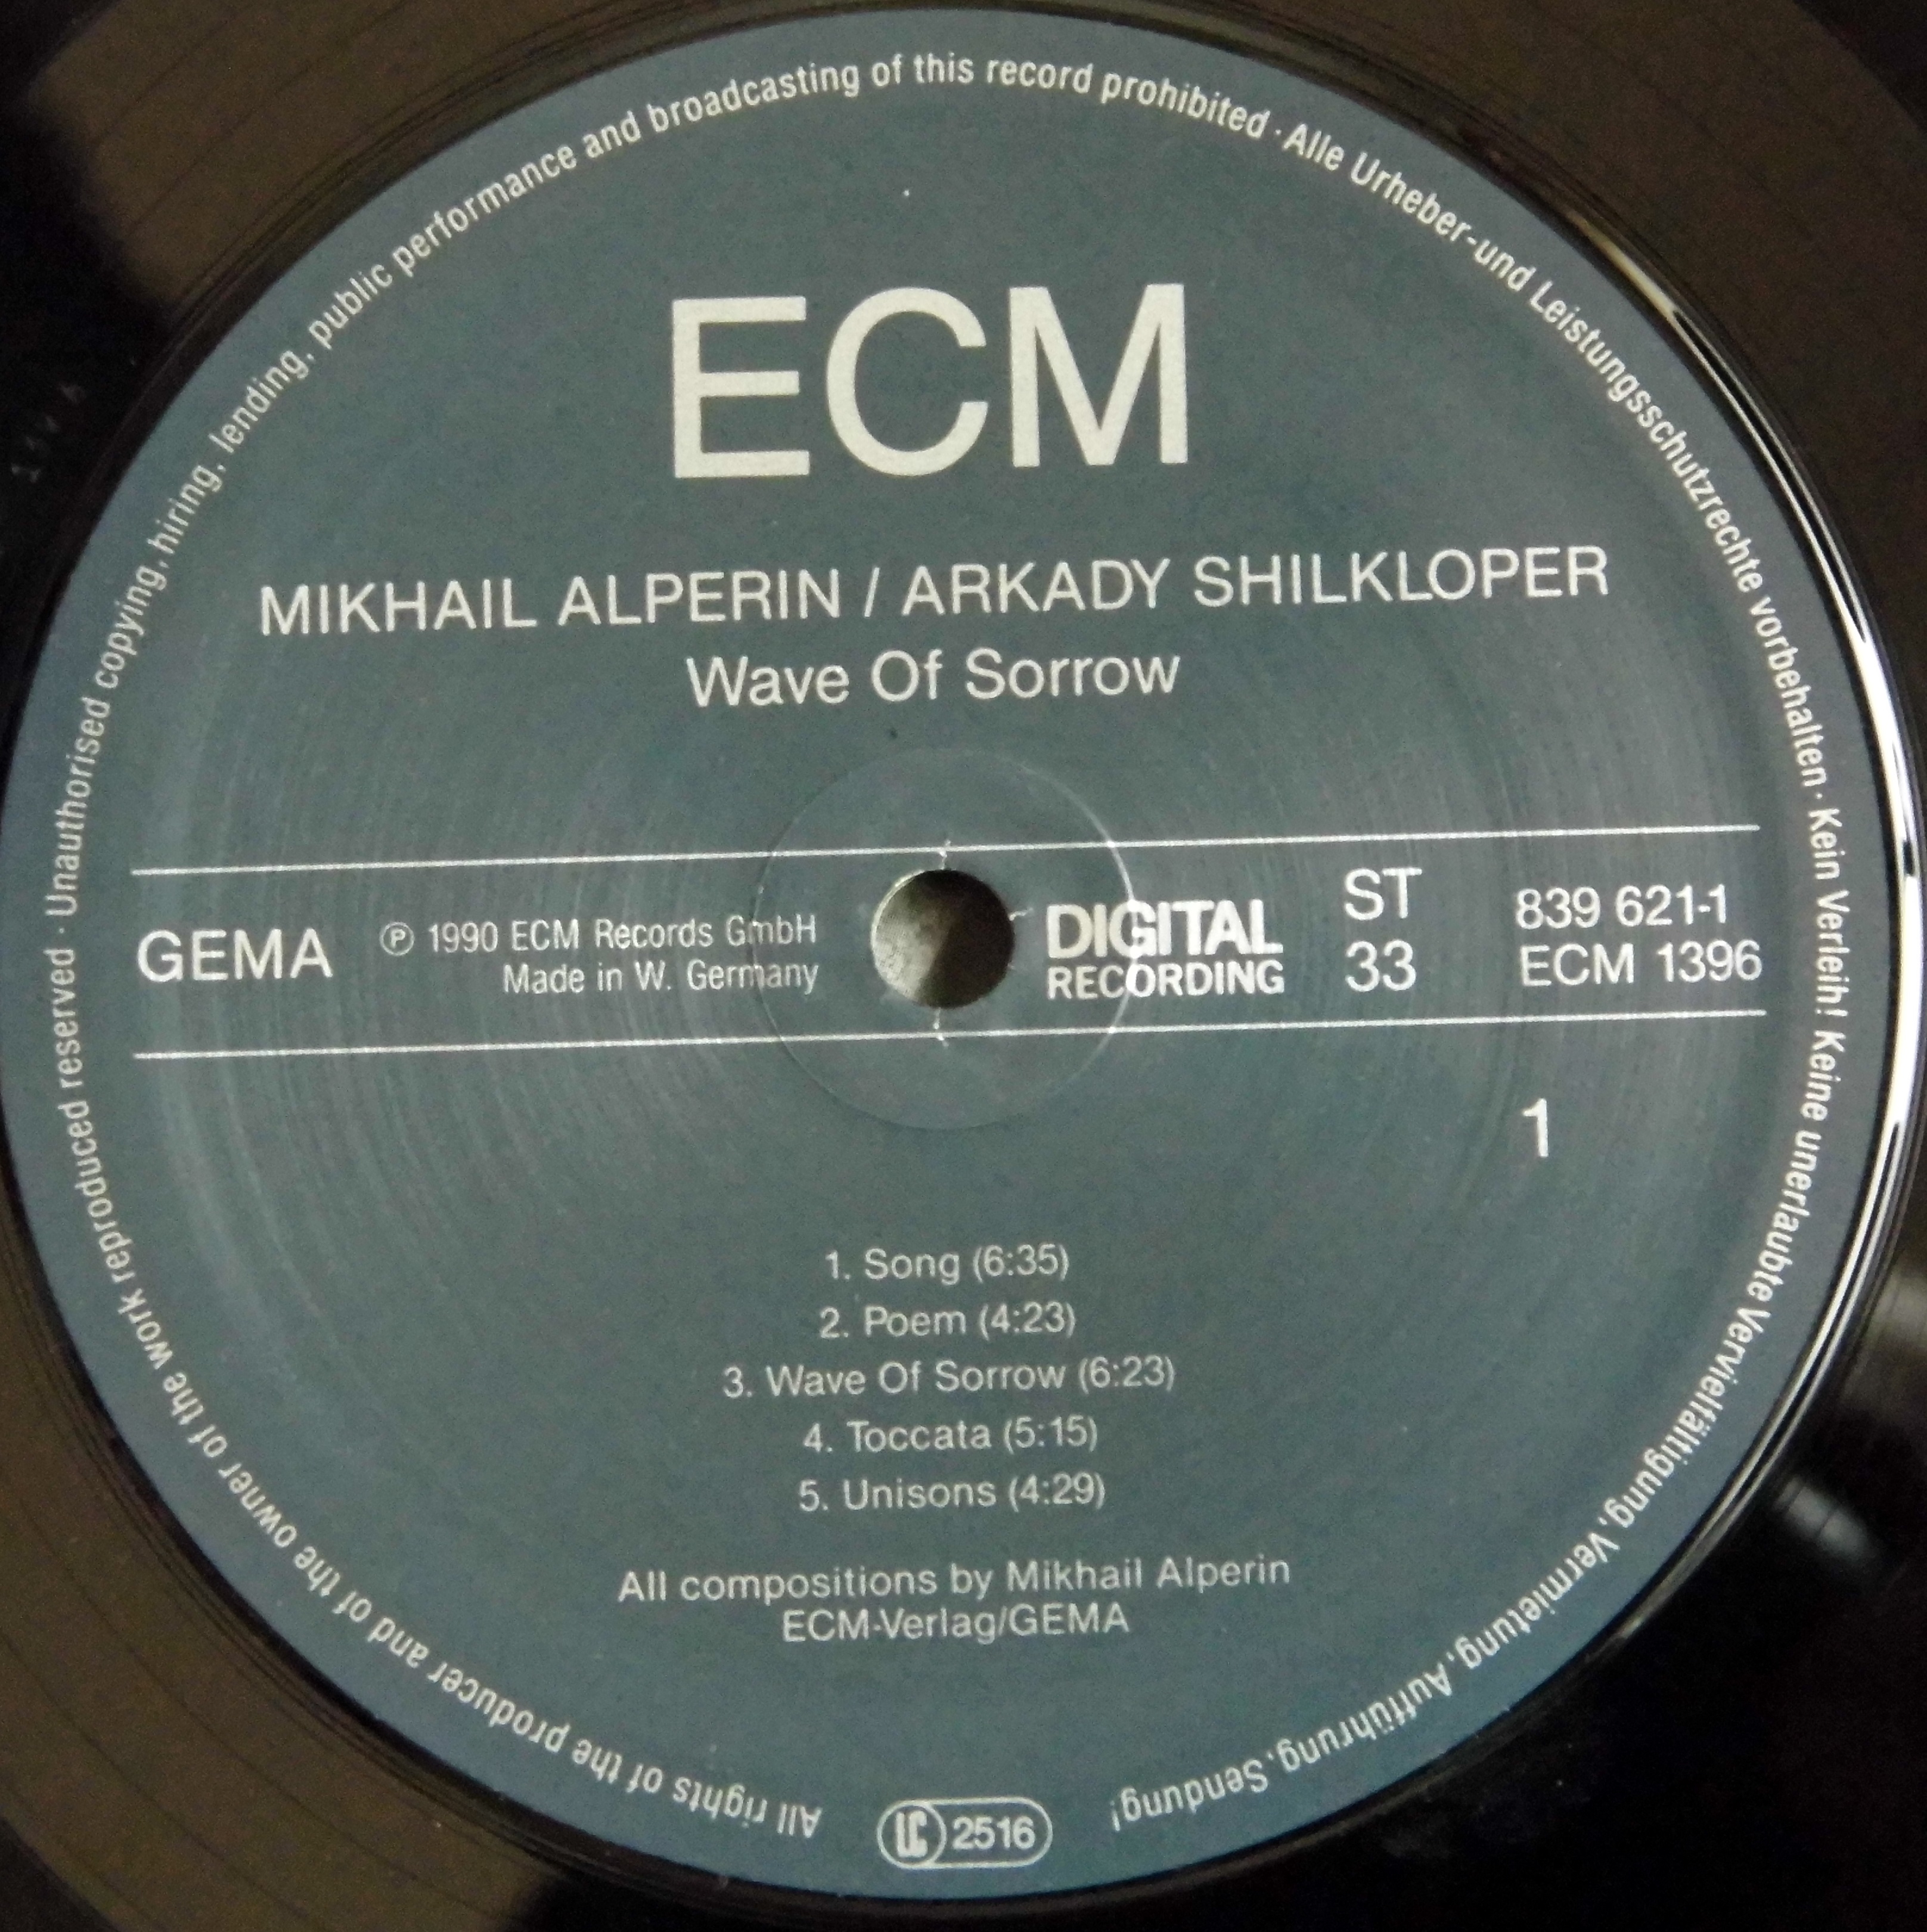 All rights of the producer and of the owner of the work reproduced reserved · Unauthorised copying, hiring, lending, public performance and broadcasting of this record prohibited · Alle Urheber-und Leistungsschutzrechte vorbehalten · Kein Verleih! Keine unerlaubte Vervielfältigung, Vermietung, Aufführung, Sendung!
ECM
MIKHAIL ALPERIN / ARKADY SHILKLOPER
Wave Of Sorrow
GEMA
℗ 1990 ECM Records GmbH
Made in W. Germany
DIGITAL
RECORDING
ST
33
839 621-1
ECM 1396
1
1. Song (6:35)
2. Poem (4:23)
3. Wave Of Sorrow (6:23)
4. Toccata (5:15)
5. Unisons (4:29)
All compositions by Mikhail Alperin
ECM-Verlag/GEMA
LC 2516